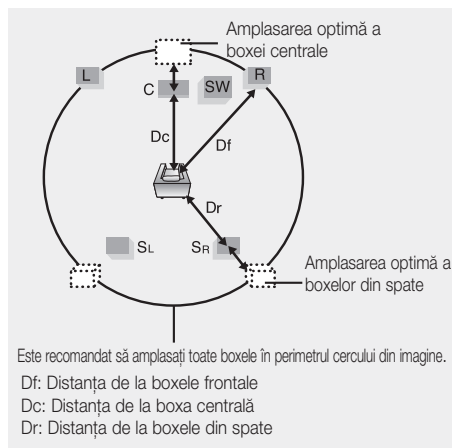 Amplasarea optimă a
boxei centrale
L
C
SW
R
Dc
Df
Dr
SL
SR
Amplasarea optimă a
boxelor din spate
Este recomandat să amplasați toate boxele în perimetrul cercului din imagine.
Df: Distanța de la boxele frontale
Dc: Distanța de la boxa centrală
Dr: Distanța de la boxele din spate